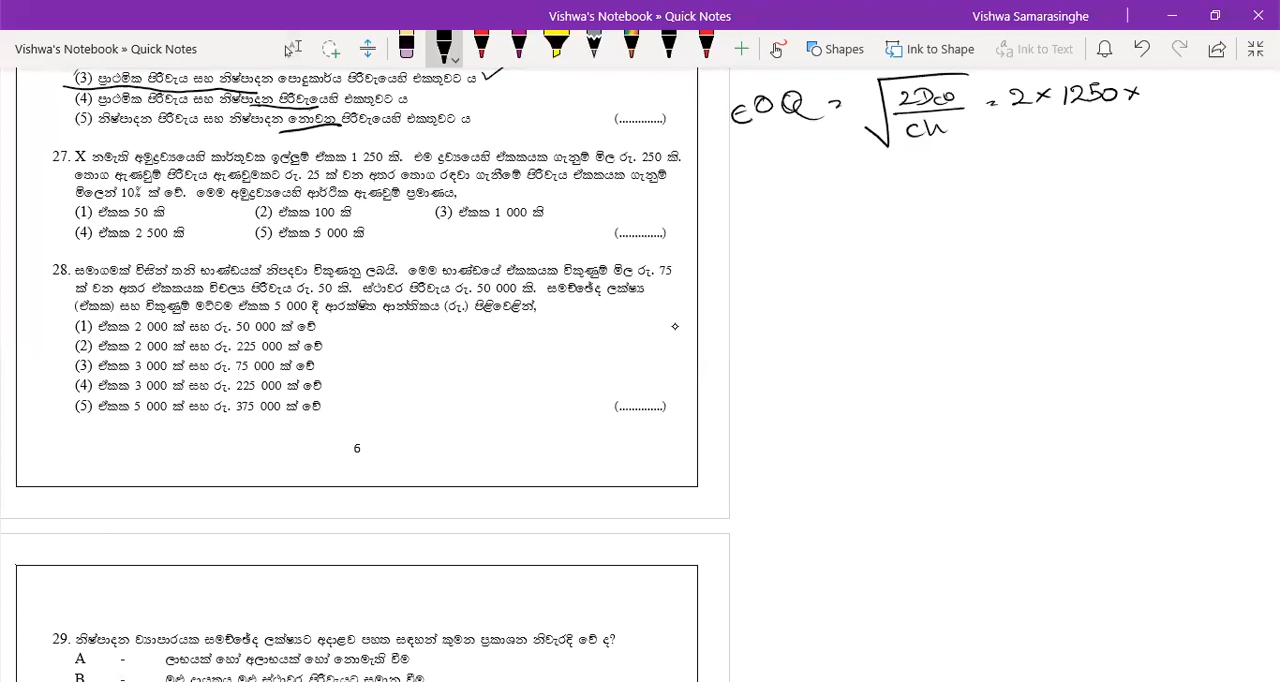 Vishwa's Notebook » Quick Notes
Vishwa Samarasinghe
Vishwa's Notebook » Quick Notes
Shapes
Ink to Shape
Ink to Text
(3) ප්‍රාථමික පිරිවැය සහ නිෂ්පාදන පොදුකාර්ය පිරිවැයෙහි එකතුවට ය
(4) ප්‍රාථමික පිරිවැය සහ නිෂ්පාදන පිරිවැයෙහි එකතුවට ය
(5) නිෂ්පාදන පිරිවැය සහ නිෂ්පාදන නොවන පිරිවැයෙහි එකතුවට ය (.............)
EOQ = √ 2Dco / ch = 2 × 1250 ×
27. X නමැති අමුද්‍රව්‍යයෙහි කාර්තුවක ඉල්ලුම් ඒකක 1 250 කි. එම ද්‍රව්‍යයෙහි ඒකකයක ගැනුම් මිල රු. 250 කි.
තොග ඇණවුම් පිරිවැය ඇණවුමකට රු. 25 ක් වන අතර තොග රඳවා ගැනීමේ පිරිවැය ඒකකයක ගැනුම්
මිලෙන් 10% ක් වේ. මෙම අමුද්‍රව්‍යයෙහි ආර්ථික ඇණවුම් ප්‍රමාණය,
(1) ඒකක 50 කි (2) ඒකක 100 කි (3) ඒකක 1 000 කි
(4) ඒකක 2 500 කි (5) ඒකක 5 000 කි (.............)
28. සමාගමක් විසින් තනි භාණ්ඩයක් නිපදවා විකුණනු ලබයි. මෙම භාණ්ඩයේ ඒකකයක විකුණුම් මිල රු. 75
ක් වන අතර ඒකකයක විචල්‍ය පිරිවැය රු. 50 කි. ස්ථාවර පිරිවැය රු. 50 000 කි. සමච්ඡේද ලක්ෂ්‍ය
(ඒකක) සහ විකුණුම් මට්ටම ඒකක 5 000 දී ආරක්ෂිත ආන්තිකය (රු.) පිළිවෙළින්,
(1) ඒකක 2 000 ක් සහ රු. 50 000 ක් වේ
(2) ඒකක 2 000 ක් සහ රු. 225 000 ක් වේ
(3) ඒකක 3 000 ක් සහ රු. 75 000 ක් වේ
(4) ඒකක 3 000 ක් සහ රු. 225 000 ක් වේ
(5) ඒකක 5 000 ක් සහ රු. 375 000 ක් වේ (.............)
6
29. නිෂ්පාදන ව්‍යාපාරයක සමච්ඡේද ලක්ෂ්‍යට අදාළව පහත සඳහන් කුමන ප්‍රකාශන නිවැරදි වේ ද?
A - ලාභයක් හෝ අලාභයක් හෝ නොමැති වීම
B - මුළු දායකය මුළු ස්ථාවර පිරිවැයට සමාන වීම